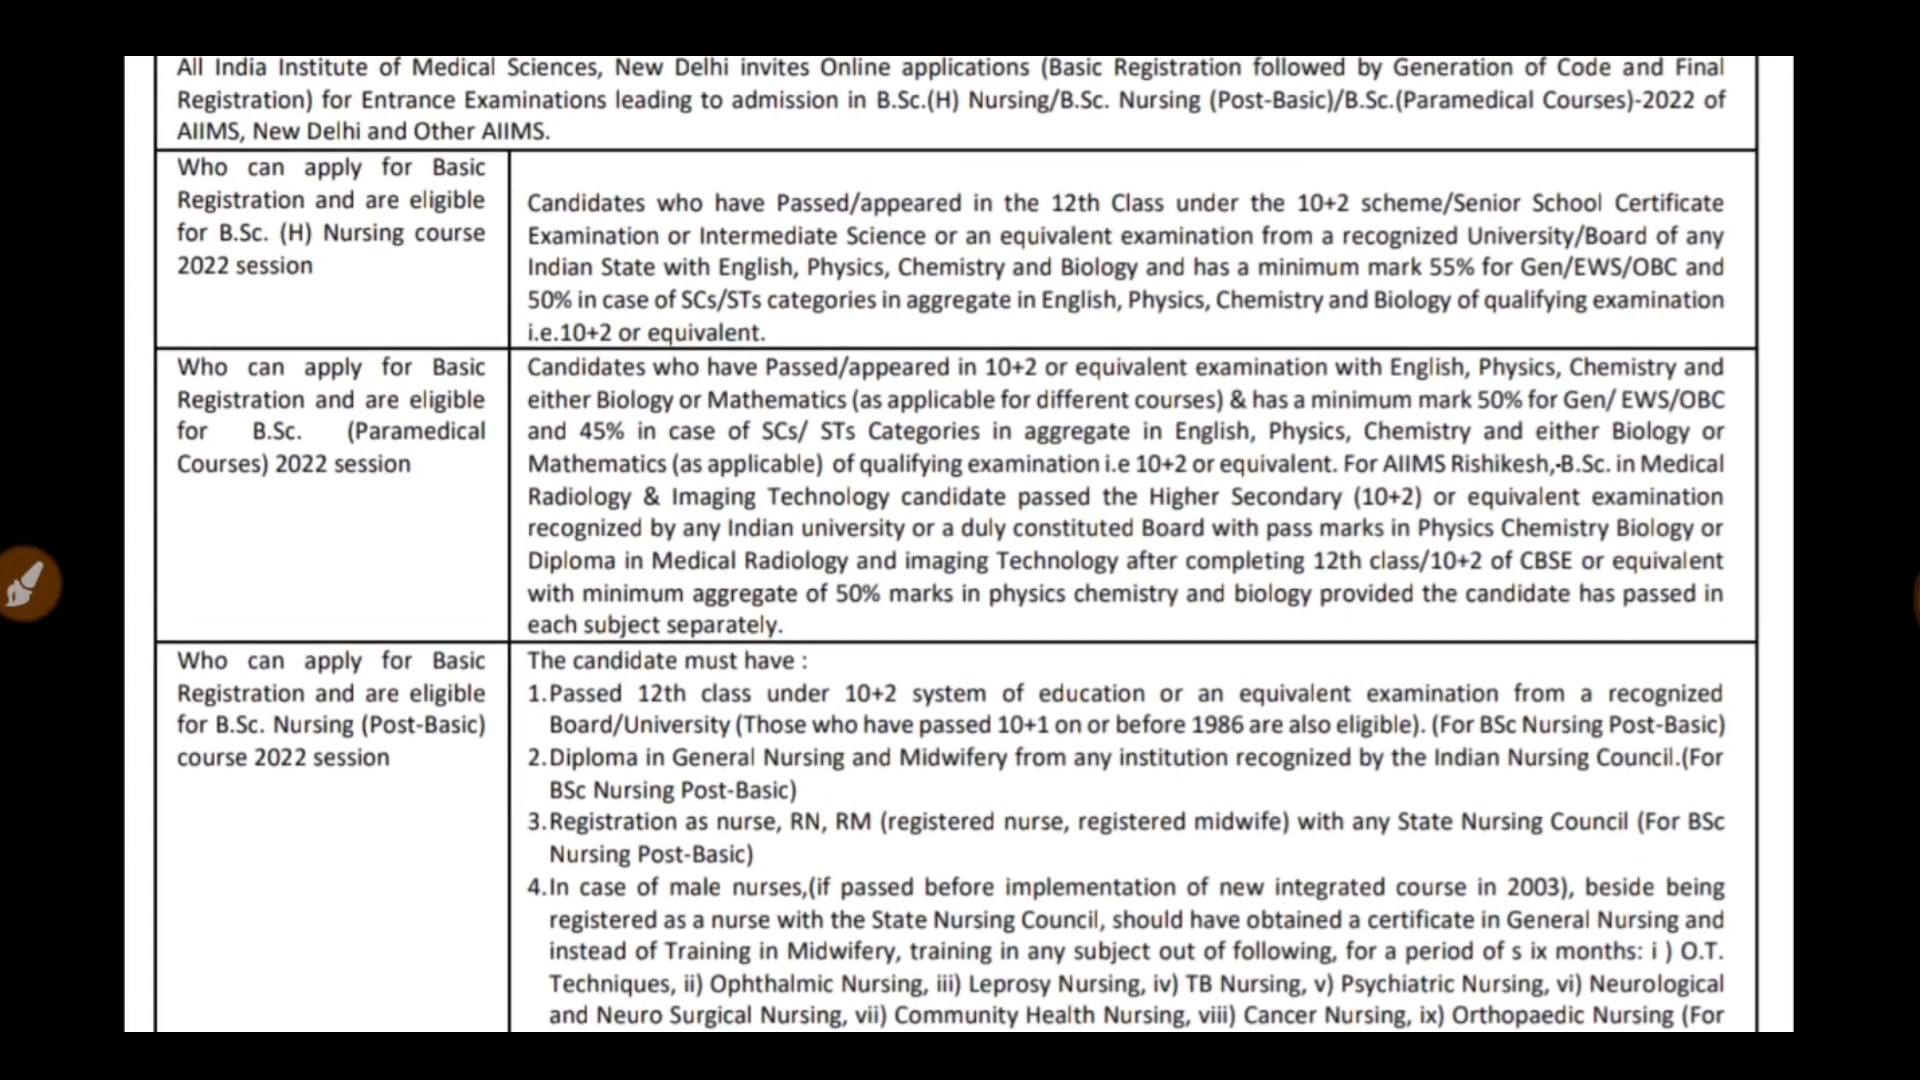 All India Institute of Medical Sciences, New Delhi invites Online applications (Basic Registration followed by Generation of Code and Final
Registration) for Entrance Examinations leading to admission in B.Sc.(H) Nursing/B.Sc. Nursing (Post-Basic)/B.Sc.(Paramedical Courses)-2022 of
AIIMS, New Delhi and Other AIIMS.
Who can apply for Basic
Registration and are eligible
for B.Sc. (H) Nursing course
2022 session
Candidates who have Passed/appeared in the 12th Class under the 10+2 scheme/Senior School Certificate
Examination or Intermediate Science or an equivalent examination from a recognized University/Board of any
Indian State with English, Physics, Chemistry and Biology and has a minimum mark 55% for Gen/EWS/OBC and
50% in case of SCs/STs categories in aggregate in English, Physics, Chemistry and Biology of qualifying examination
i.e.10+2 or equivalent.
Who can apply for Basic
Registration and are eligible
for B.Sc. (Paramedical
Courses) 2022 session
Candidates who have Passed/appeared in 10+2 or equivalent examination with English, Physics, Chemistry and
either Biology or Mathematics (as applicable for different courses) & has a minimum mark 50% for Gen/ EWS/OBC
and 45% in case of SCs/ STs Categories in aggregate in English, Physics, Chemistry and either Biology or
Mathematics (as applicable) of qualifying examination i.e 10+2 or equivalent. For AIIMS Rishikesh,-B.Sc. in Medical
Radiology & Imaging Technology candidate passed the Higher Secondary (10+2) or equivalent examination
recognized by any Indian university or a duly constituted Board with pass marks in Physics Chemistry Biology or
Diploma in Medical Radiology and imaging Technology after completing 12th class/10+2 of CBSE or equivalent
with minimum aggregate of 50% marks in physics chemistry and biology provided the candidate has passed in
each subject separately.
Who can apply for Basic
Registration and are eligible
for B.Sc. Nursing (Post-Basic)
course 2022 session
The candidate must have :
1.Passed 12th class under 10+2 system of education or an equivalent examination from a recognized
Board/University (Those who have passed 10+1 on or before 1986 are also eligible). (For BSc Nursing Post-Basic)
2.Diploma in General Nursing and Midwifery from any institution recognized by the Indian Nursing Council.(For
BSc Nursing Post-Basic)
3.Registration as nurse, RN, RM (registered nurse, registered midwife) with any State Nursing Council (For BSc
Nursing Post-Basic)
4.In case of male nurses,(if passed before implementation of new integrated course in 2003), beside being
registered as a nurse with the State Nursing Council, should have obtained a certificate in General Nursing and
instead of Training in Midwifery, training in any subject out of following, for a period of s ix months: i ) O.T.
Techniques, ii) Ophthalmic Nursing, iii) Leprosy Nursing, iv) TB Nursing, v) Psychiatric Nursing, vi) Neurological
and Neuro Surgical Nursing, vii) Community Health Nursing, viii) Cancer Nursing, ix) Orthopaedic Nursing (For